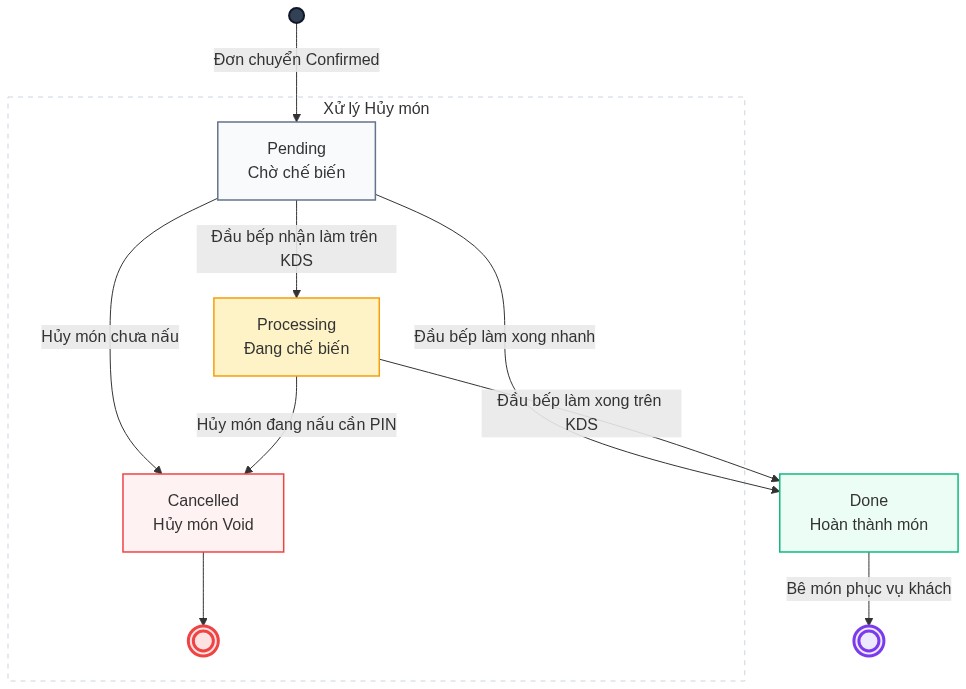 Đơn chuyển Confirmed
Xử lý Hủy món
Pending
Chờ chế biến
Đầu bếp nhận làm trên
KDS
Hủy món chưa nấu
Processing
Đang chế biến
Đầu bếp làm xong nhanh
Hủy món đang nấu cần PIN
Đầu bếp làm xong trên
KDS
Cancelled
Hủy món Void
Done
Hoàn thành món
Bê món phục vụ khách